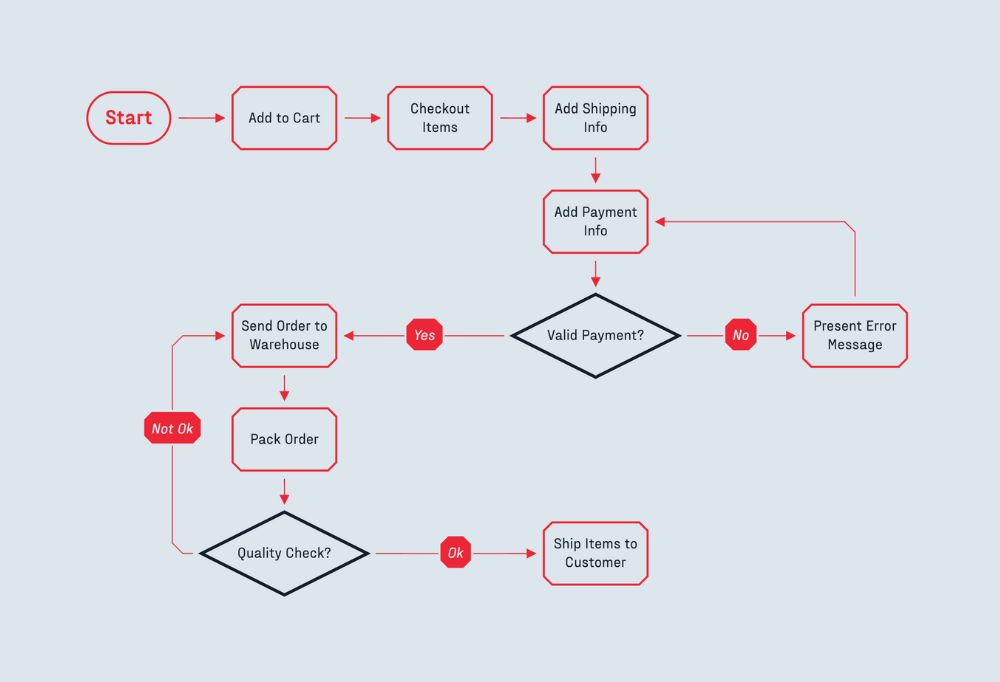 Start
Add to Cart
Checkout
Items
Add Shipping
Info
Add Payment
Info
Valid Payment?
No
Present Error
Message
Yes
Send Order to
Warehouse
Pack Order
Quality Check?
Not Ok
Ok
Ship Items to
Customer